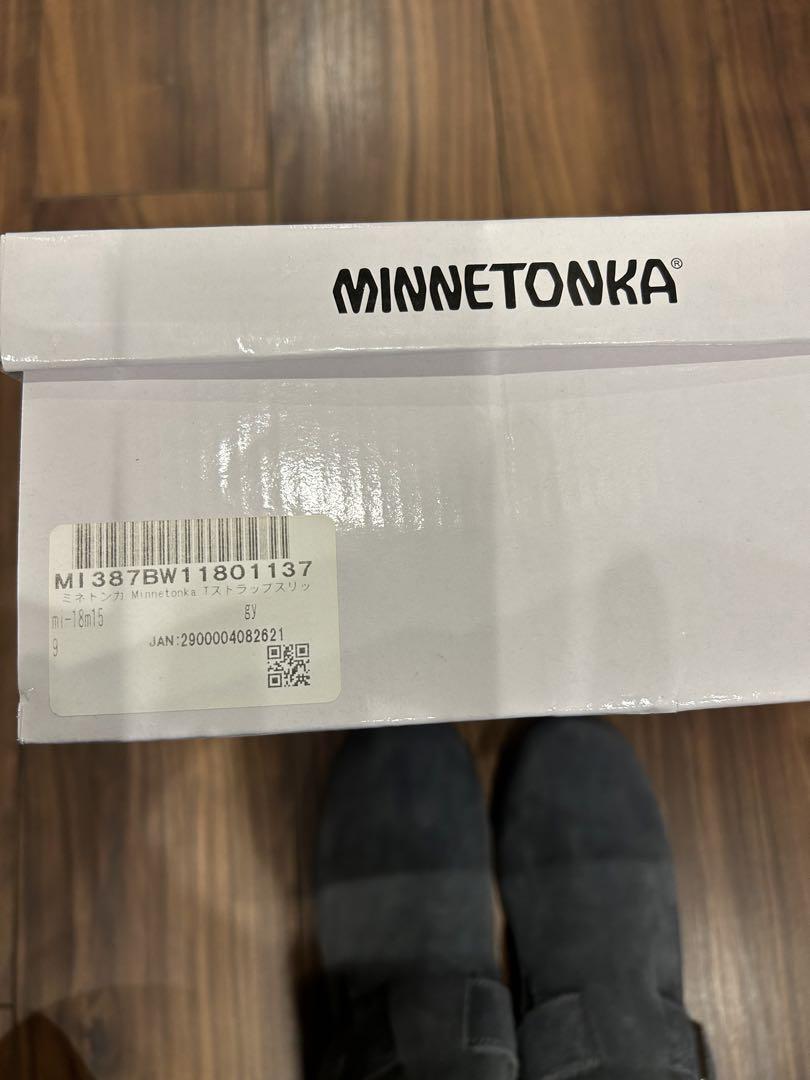 MINNETONKA®
MI387BW11801137
ミネトンカ Minnetonka Tストラップスリッ
mi-18m15 gy
9 JAN:2900004082621